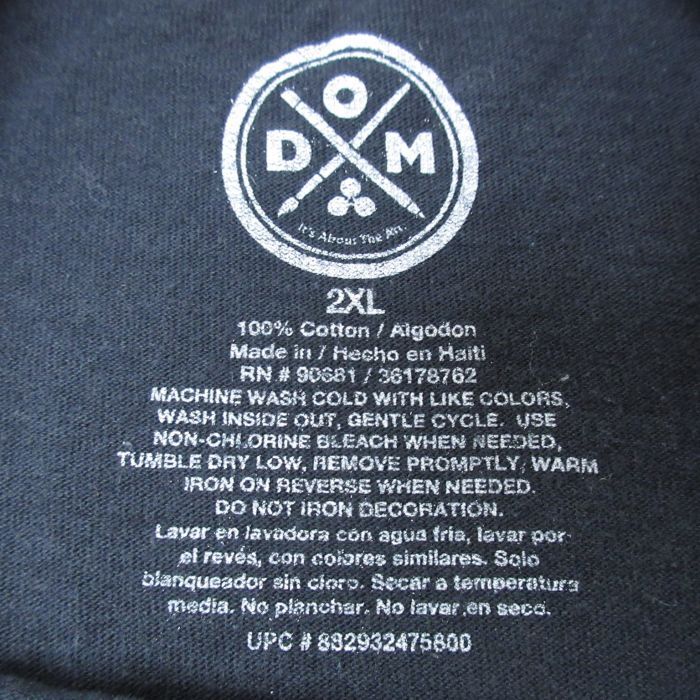 O
D M
It's About The Art.
2XL
100% Cotton / Algodon
Made in / Hecho en Haiti
RN # 90681 / 36178762
MACHINE WASH COLD WITH LIKE COLORS,
WASH INSIDE OUT, GENTLE CYCLE. USE
NON-CHLORINE BLEACH WHEN NEEDED,
TUMBLE DRY LOW, REMOVE PROMPTLY, WARM
IRON ON REVERSE WHEN NEEDED.
DO NOT IRON DECORATION.
Lavar en lavadora con agua fria, lavar por
el revés, con colores similares. Solo
blanqueador sin cloro. Secar a temperatura
media. No planchar. No lavar en seco.
UPC # 882932475800